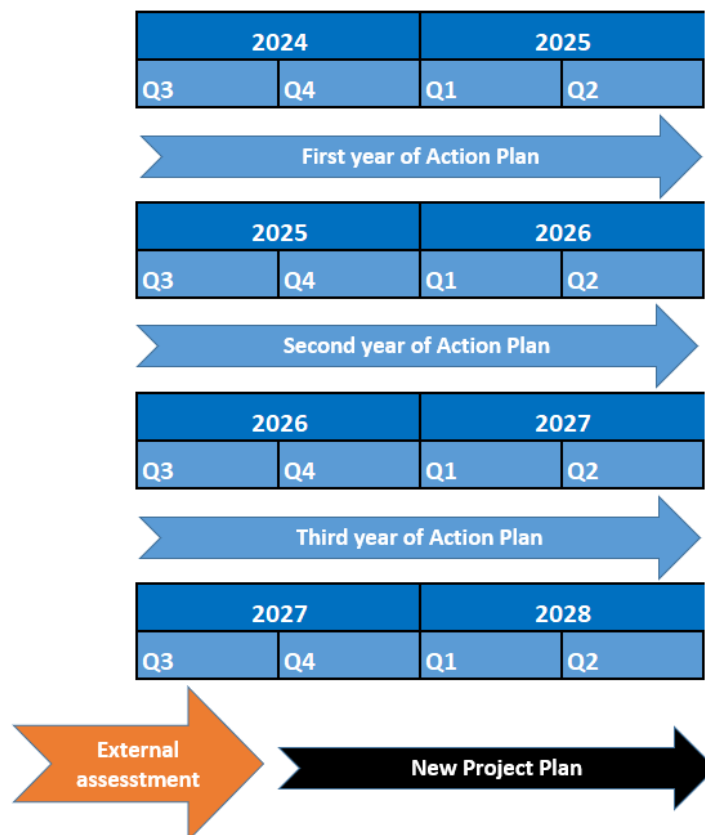 2024 2025
Q3 Q4 Q1 Q2
First year of Action Plan
2025 2026
Q3 Q4 Q1 Q2
Second year of Action Plan
2026 2027
Q3 Q4 Q1 Q2
Third year of Action Plan
2027 2028
Q3 Q4 Q1 Q2
External
assesstment
New Project Plan